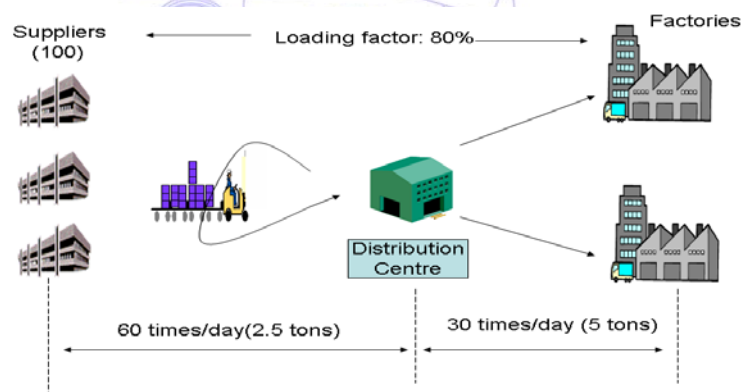 Suppliers
(100)
Loading factor: 80%
Factories
Distribution
Centre
60 times/day(2.5 tons)
30 times/day (5 tons)